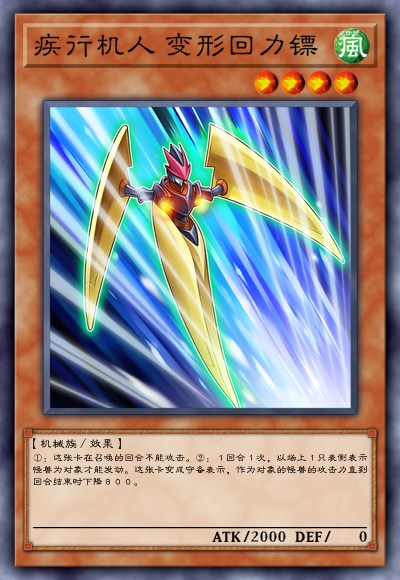 疾行机人 变形回力镖
風
かぜ
【机械族/效果】
①：这张卡在召唤的回合不能攻击。②：１回合１次，以场上１只表侧表示
怪兽为对象才能发动。这张卡变成守备表示，作为对象的怪兽的攻击力直到
回合结束时下降８００。
ATK/2000 DEF/ 0